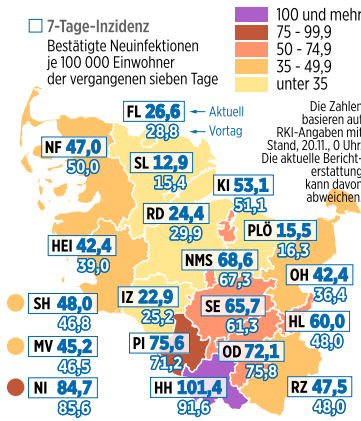 7-Tage-Inzidenz
Bestätigte Neuinfektionen
je 100 000 Einwohner
der vergangenen sieben Tage
100 und mehr
75 - 99,9
50 - 74,9
35 - 49,9
unter 35
Die Zahlen
basieren auf
RKI-Angaben mit
Stand, 20.11., 0 Uhr.
Die aktuelle Bericht-
erstattung
kann davon
abweichen.
FL 26,6 Aktuell
28,8 Vortag
NF 47,0
50,0
SL 12,9
15,4
KI 53,1
51,1
RD 24,4
29,9
PLÖ 15,5
16,3
HEI 42,4
39,0
NMS 68,6
67,3
OH 42,4
36,4
IZ 22,9
25,2
SE 65,7
61,3
HL 60,0
48,0
SH 48,0
46,8
MV 45,2
46,5
NI 84,7
85,6
PI 75,6
71,2
OD 72,1
75,8
HH 101,4
91,6
RZ 47,5
48,0